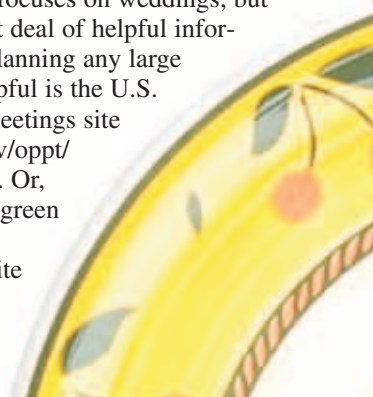 focuses on weddings, but
deal of helpful infor-
lanning any large
pful is the U.S.
eetings site
v/oppt/
. Or,
green
ite